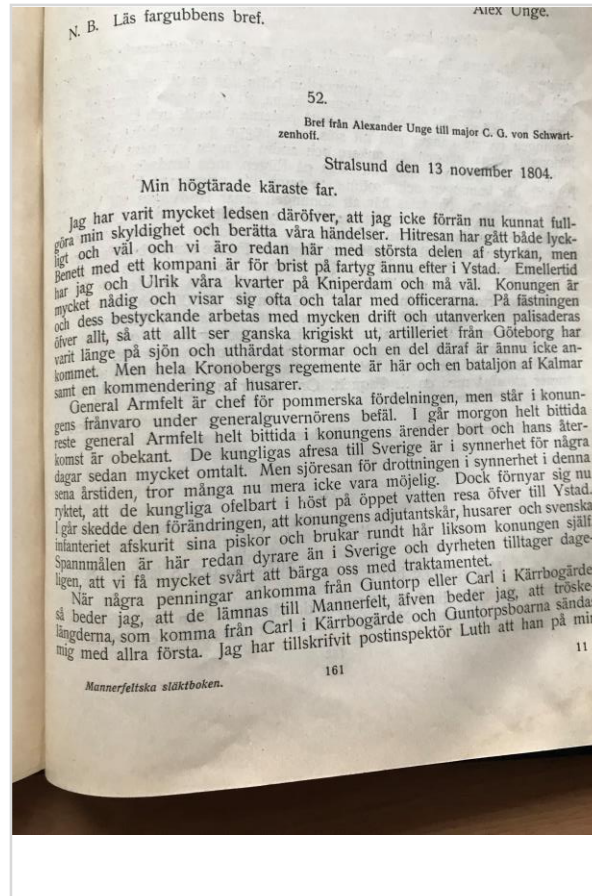 N. B. Läs fargubbens bref.
Alex Unge.
52.
Bref från Alexander Unge till major C. G. von Schwart-
zenhoff.
Stralsund den 13 november 1804.
Min högtärade käraste far.
Jag har varit mycket ledsen däröfver, att jag icke förrän nu kunnat full-
göra min skyldighet och berätta våra händelser. Hitresan har gått både lyck-
ligt och väl och vi äro redan här med största delen af styrkan, men
Benett med ett kompani är för brist på fartyg ännu efter i Ystad. Emellertid
har jag och Ulrik våra kvarter på Kniperdam och må väl. Konungen är
mycket nådig och visar sig ofta och talar med officerarna. På fästningen
och dess bestyckande arbetas med mycken drift och utanverken palisaderas
öfver allt, så att allt ser ganska krigiskt ut, artilleriet från Göteborg har
varit länge på sjön och uthärdat stormar och en del däraf är ännu icke an-
kommet. Men hela Kronobergs regemente är här och en bataljon af Kalmar
samt en kommendering af husarer.
General Armfelt är chef för pommerska fördelningen, men står i konun-
gens frånvaro under generalguvernörens befäl. I går morgon helt bittida
reste general Armfelt helt bittida i konungens ärender bort och hans åter-
komst är obekant. De kungligas afresa till Sverige är i synnerhet för några
dagar sedan mycket omtalt. Men sjöresan för drottningen i synnerhet i denna
sena årstiden, tror många nu mera icke vara möjelig. Dock förnyar sig nu
ryktet, att de kungliga ofelbart i höst på öppet vatten resa öfver till Ystad.
I går skedde den förändringen, att konungens adjutantskår, husarer och svenska
infanteriet afskurit sina piskor och brukar rundt hår liksom konungen själf
Spannmålen är här redan dyrare än i Sverige och dyrheten tilltager dage-
ligen, att vi få mycket svårt att bärga oss med traktamentet.
När några penningar ankomma från Guntorp eller Carl i Kärrbogärde
så beder jag, att de lämnas till Mannerfelt, äfven beder jag, att tröske-
längderna, som komma från Carl i Kärrbogärde och Guntorpsboarna sändas
mig med allra första. Jag har tillskrifvit postinspektör Luth att han på min
161
11
Mannerfeltska släktboken.